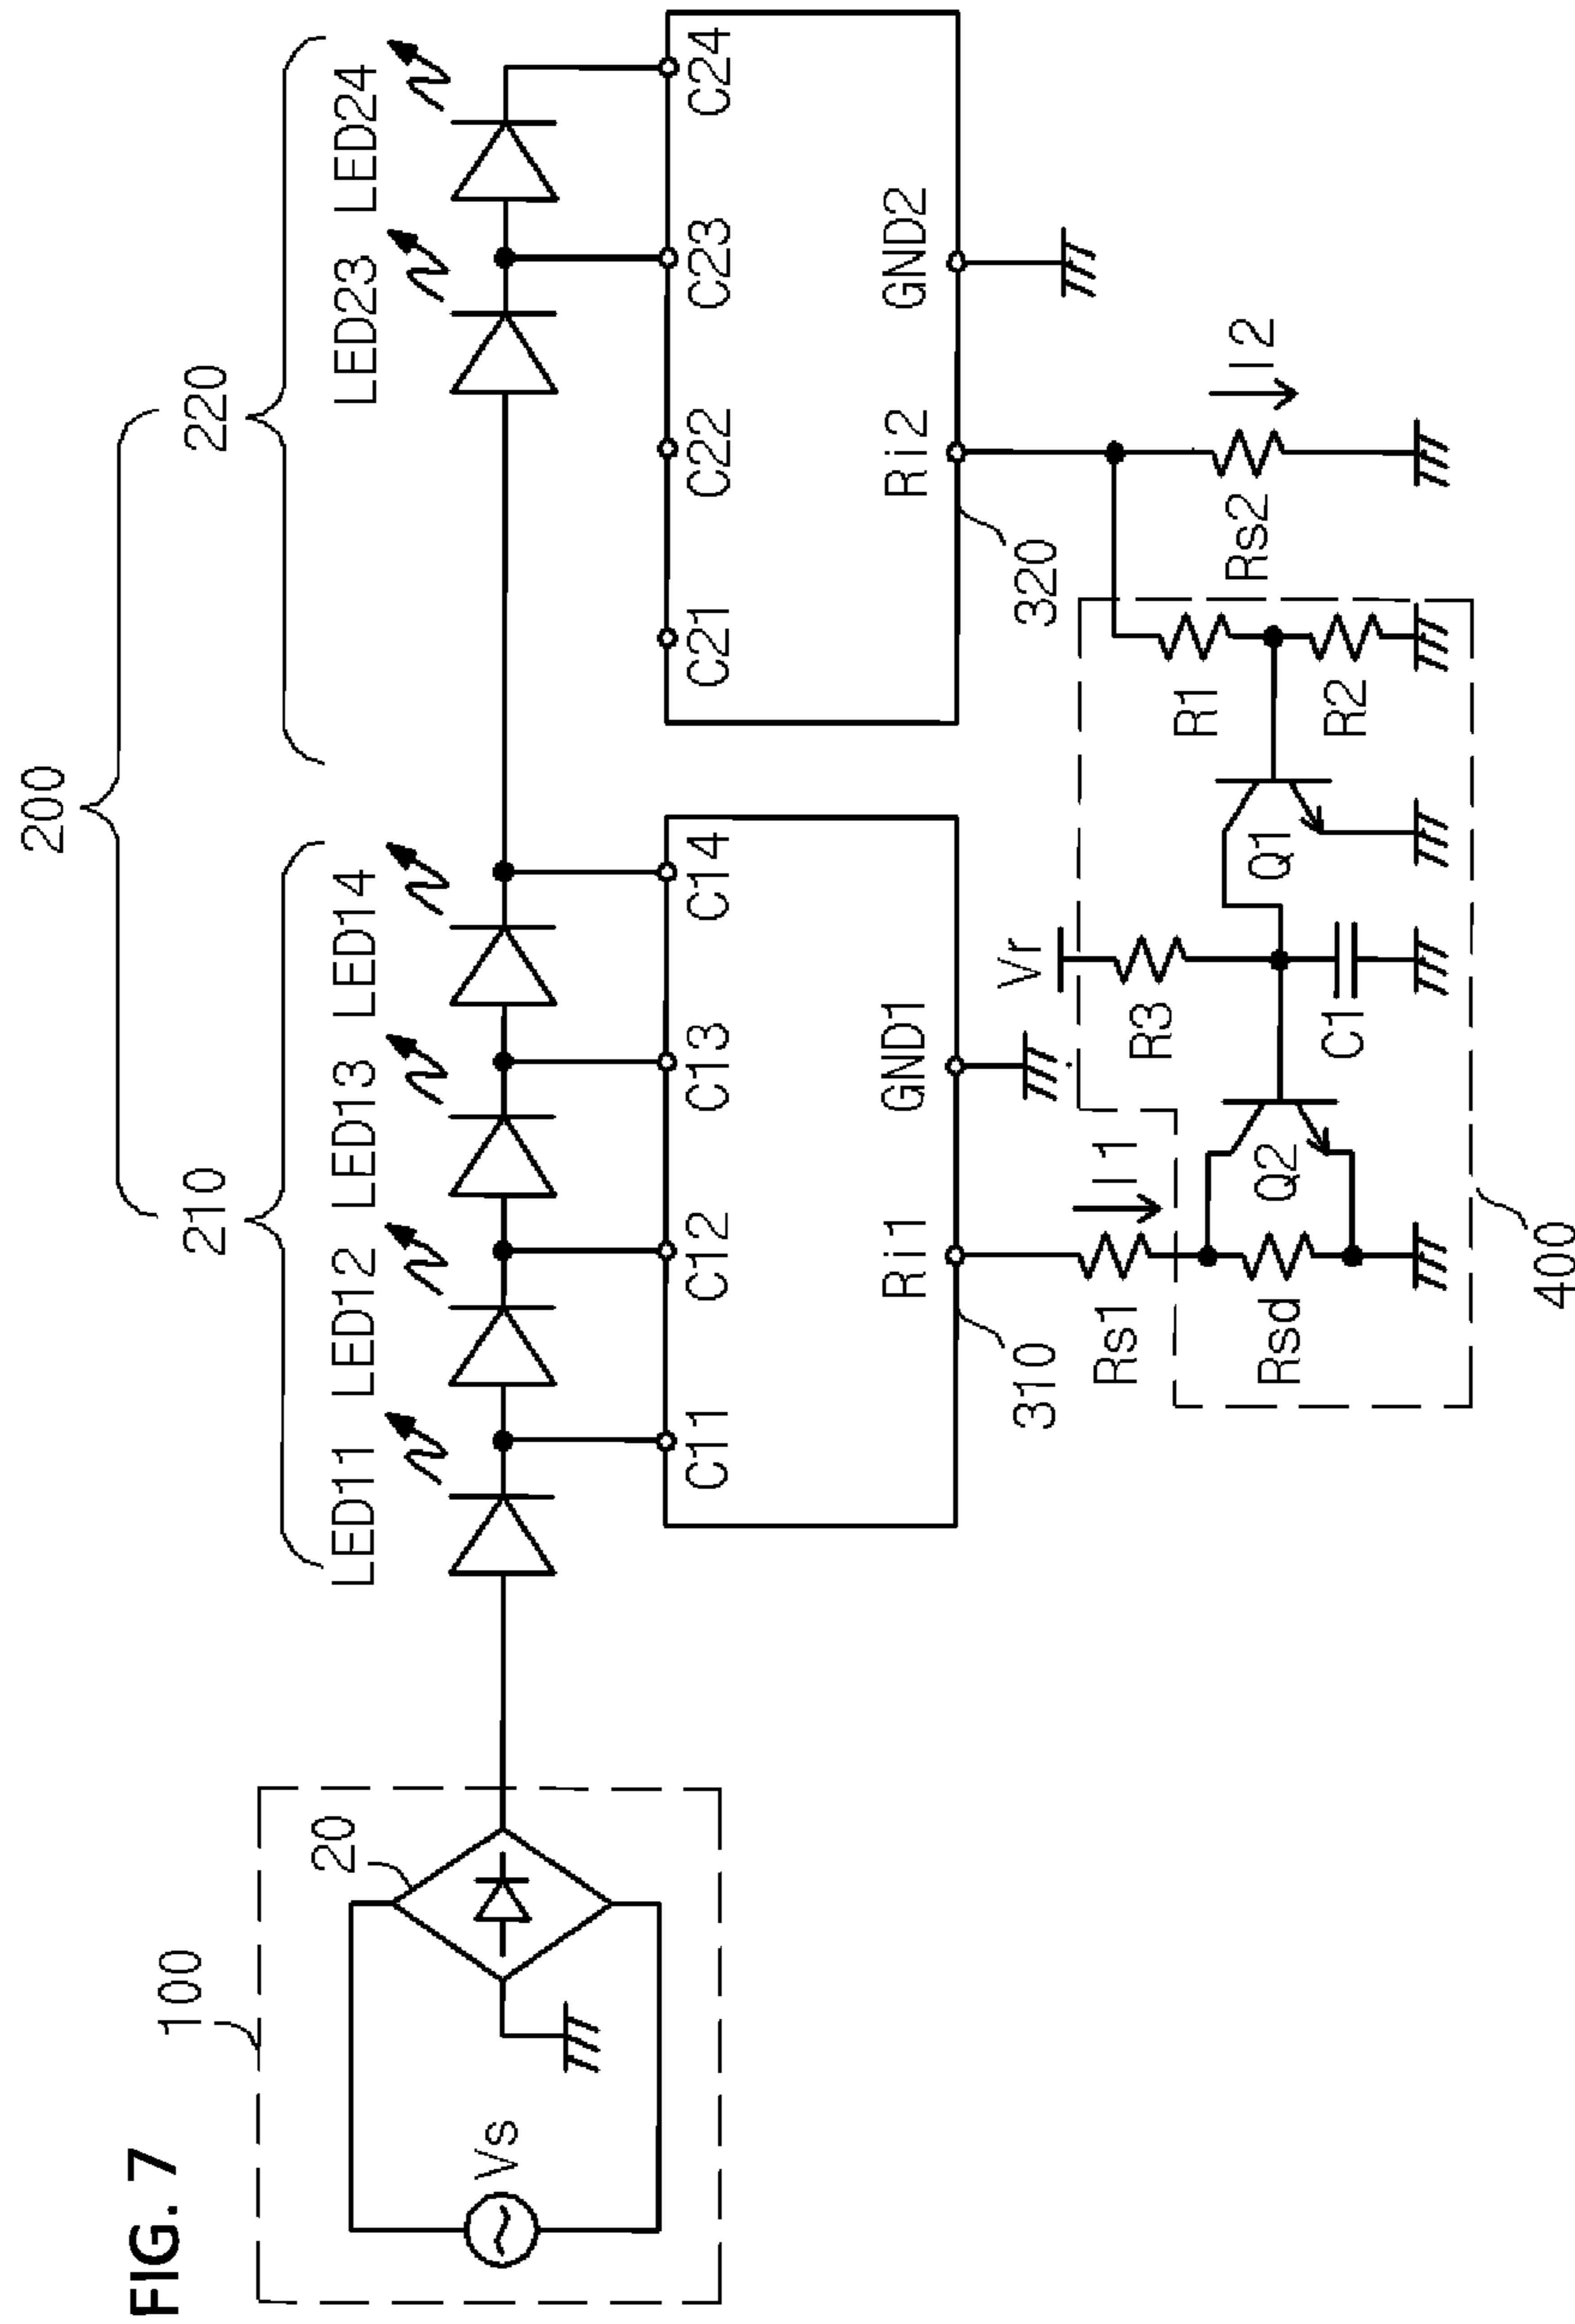 FIG. 7
200
210
220
100
20
Vs
LED11
LED12
LED13
LED14
LED23
LED24
C11
C12
C13
C14
C21
C22
C23
C24
Ri1
GND1
Ri2
GND2
310
320
Rs1
I1
Vr
R3
R1
Rs2
I2
Rsd
Q2
C1
Q1
R2
400